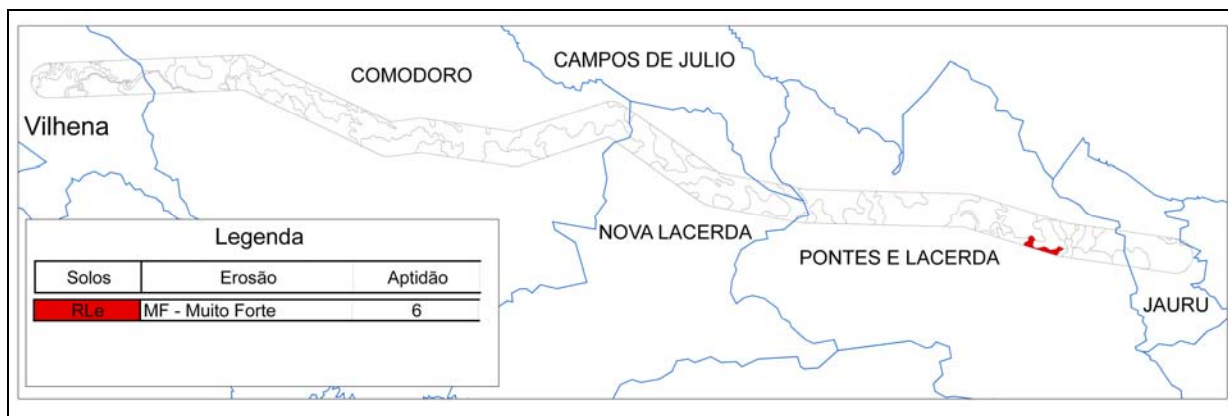 CAMPOS DE JULIO
COMODORO
Vilhena
NOVA LACERDA
PONTES E LACERDA
JAURU
Legenda
Solos Erosão Aptidão
RLe MF - Muito Forte 6